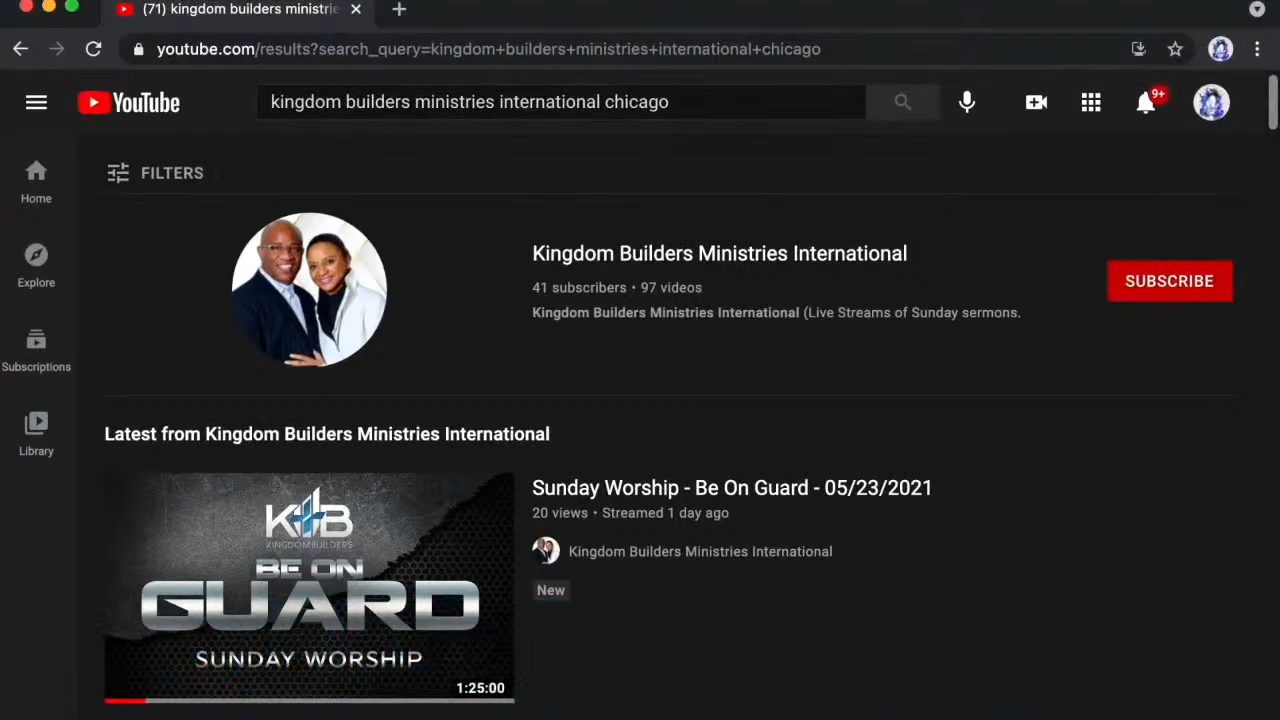 (71) kingdom builders ministrie
youtube.com/results?search_query=kingdom+builders+ministries+international+chicago
YouTube
kingdom builders ministries international chicago
9+
FILTERS
Home
Explore
Subscriptions
Library
Kingdom Builders Ministries International
41 subscribers • 97 videos
Kingdom Builders Ministries International (Live Streams of Sunday sermons.
SUBSCRIBE
Latest from Kingdom Builders Ministries International
KB
KINGDOM BUILDERS
BE ON
GUARD
SUNDAY WORSHIP
1:25:00
Sunday Worship - Be On Guard - 05/23/2021
20 views • Streamed 1 day ago
Kingdom Builders Ministries International
New